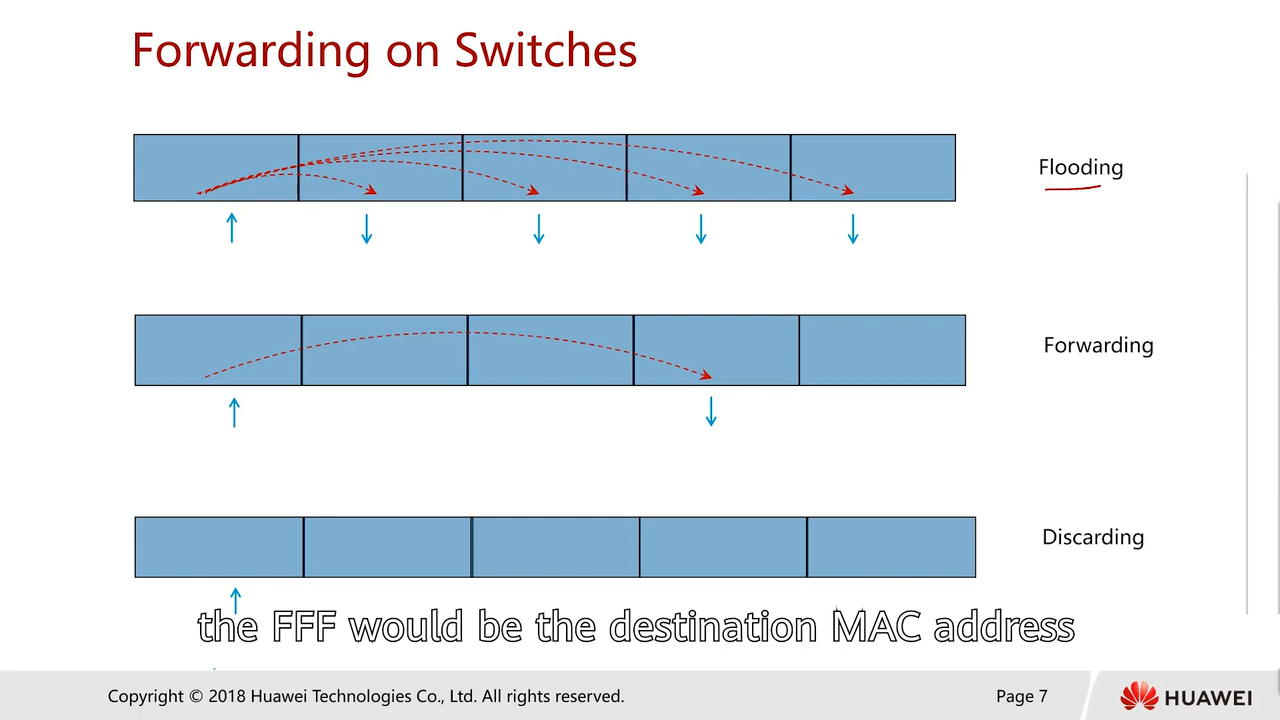 Forwarding on Switches
Flooding
Forwarding
Discarding
the FFF would be the destination MAC address
Copyright © 2018 Huawei Technologies Co., Ltd. All rights reserved.
Page 7
HUAWEI